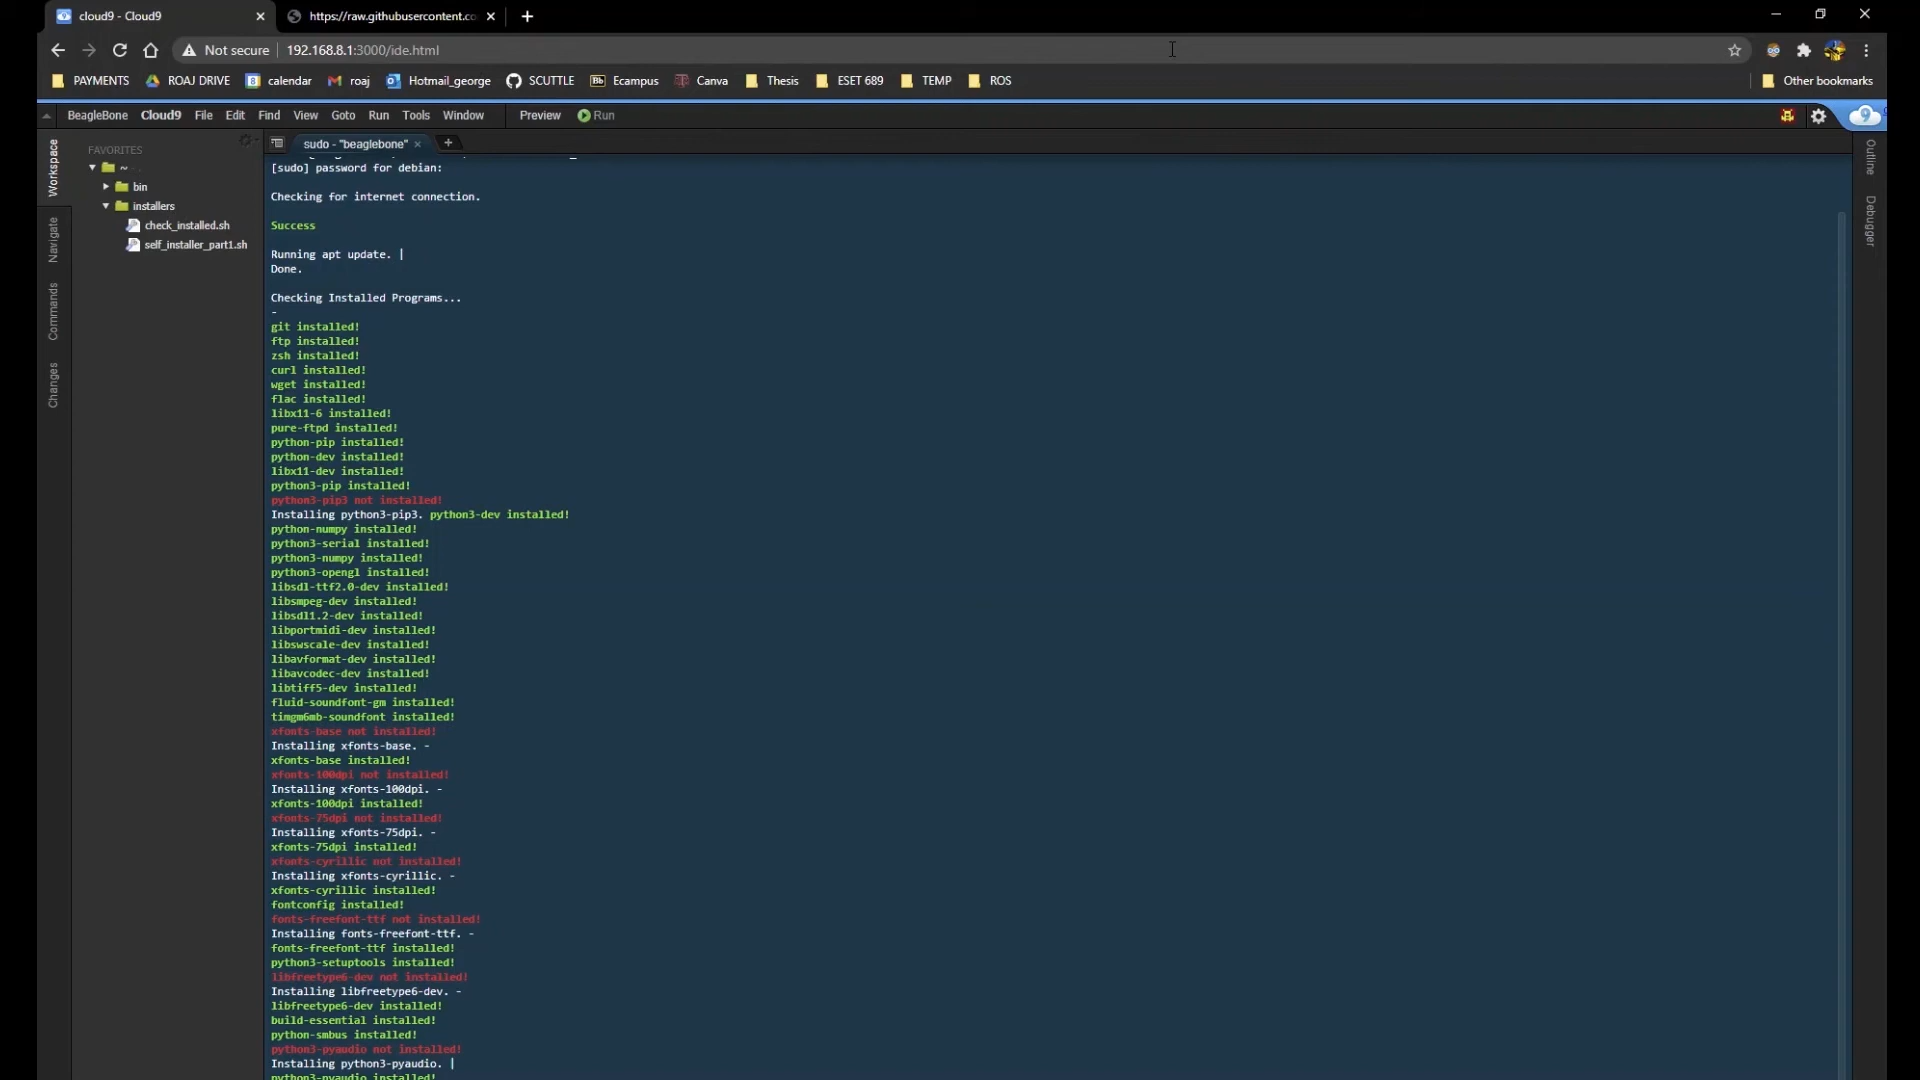 cloud9 - Cloud9
https://raw.githubusercontent.co
Not secure
192.168.8.1:3000/ide.html
PAYMENTS
ROAJ DRIVE
calendar
roaj
Hotmail_george
SCUTTLE
Bb Ecampus
Canva
Thesis
ESET 689
TEMP
ROS
Other bookmarks
BeagleBone
Cloud9
File
Edit
Find
View
Goto
Run
Tools
Window
Preview
Run
Workspace
Navigate
Commands
Changes
FAVORITES
~
bin
installers
check_installed.sh
self_installer_part1.sh
Outline
Debugger
sudo - "beaglebone"
[sudo] password for debian:
Checking for internet connection.
Success
Running apt update. |
Done.
Checking Installed Programs...
-
git installed!
ftp installed!
zsh installed!
curl installed!
wget installed!
flac installed!
libx11-6 installed!
pure-ftpd installed!
python-pip installed!
python-dev installed!
libx11-dev installed!
python3-pip installed!
python3-pip3 not installed!
Installing python3-pip3. python3-dev installed!
python-numpy installed!
python3-serial installed!
python3-numpy installed!
python3-opengl installed!
libsdl-ttf2.0-dev installed!
libsmpeg-dev installed!
libsdl1.2-dev installed!
libportmidi-dev installed!
libswscale-dev installed!
libavformat-dev installed!
libavcodec-dev installed!
libtiff5-dev installed!
fluid-soundfont-gm installed!
timgm6mb-soundfont installed!
xfonts-base not installed!
Installing xfonts-base. -
xfonts-base installed!
xfonts-100dpi not installed!
Installing xfonts-100dpi. -
xfonts-100dpi installed!
xfonts-75dpi not installed!
Installing xfonts-75dpi. -
xfonts-75dpi installed!
xfonts-cyrillic not installed!
Installing xfonts-cyrillic. -
xfonts-cyrillic installed!
fontconfig installed!
fonts-freefont-ttf not installed!
Installing fonts-freefont-ttf. -
fonts-freefont-ttf installed!
python3-setuptools installed!
libfreetype6-dev not installed!
Installing libfreetype6-dev. -
libfreetype6-dev installed!
build-essential installed!
python-smbus installed!
python3-pyaudio not installed!
Installing python3-pyaudio. |
python3-pyaudio installed!